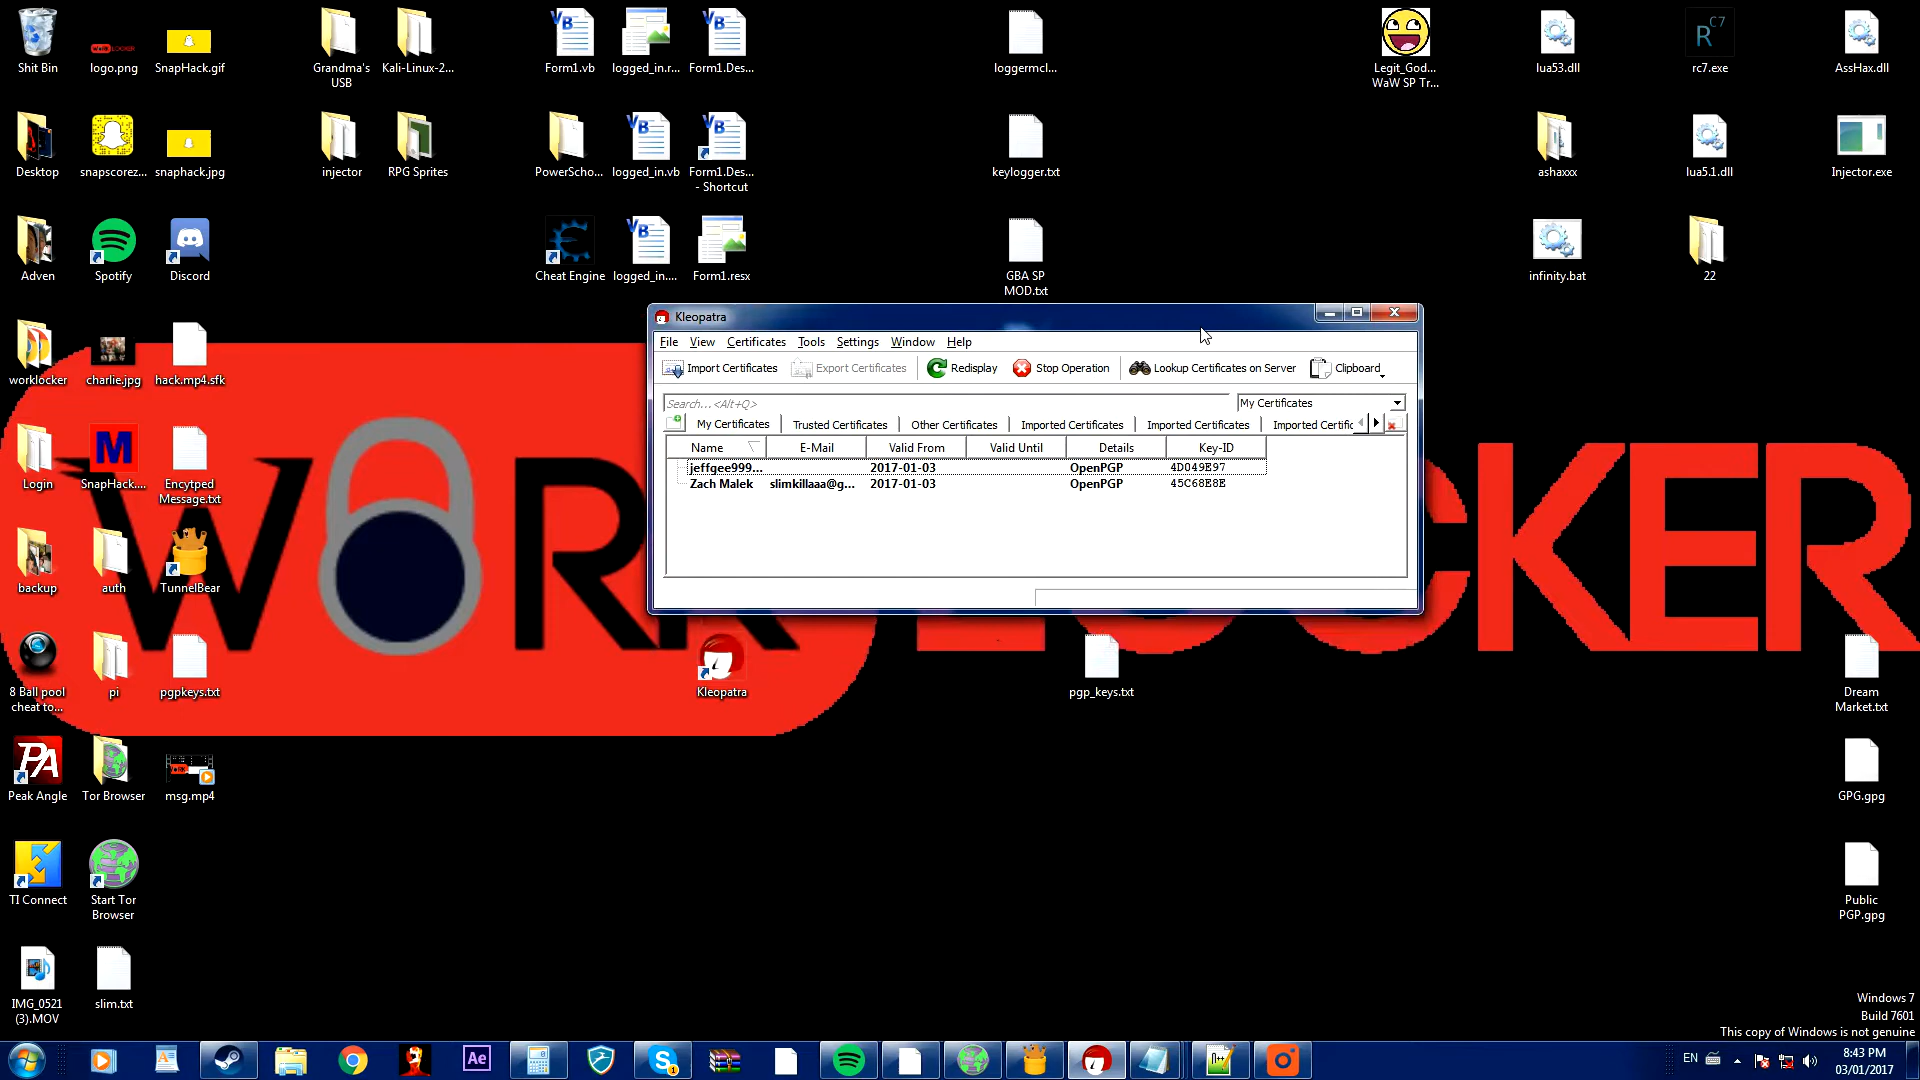 Shit Bin
logo.png
SnapHack.gif
Grandma's
USB
Kali-Linux-2...
Form1.vb
logged_in.r...
Form1.Des...
loggermcl...
Legit_God...
WaW SP Tr...
lua53.dll
rc7.exe
AssHax.dll
Desktop
snapscorez...
snaphack.jpg
injector
RPG Sprites
PowerScho...
logged_in.vb
Form1.Des...
- Shortcut
keylogger.txt
ashaxxx
lua5.1.dll
Injector.exe
Adven
Spotify
Discord
Cheat Engine
logged_in....
Form1.resx
GBA SP
MOD.txt
infinity.bat
22
worklocker
charlie.jpg
hack.mp4.sfk
Kleopatra
File View Certificates Tools Settings Window Help
Import Certificates Export Certificates Redisplay Stop Operation Lookup Certificates on Server Clipboard
Search...<Alt+Q> My Certificates
My Certificates Trusted Certificates Other Certificates Imported Certificates Imported Certificates Imported Certific
Name E-Mail Valid From Valid Until Details Key-ID
jeffgee999... 2017-01-03 OpenPGP 4D049E97
Zach Malek slimkillaaa@g... 2017-01-03 OpenPGP 45C68E8E
Login
SnapHack....
Encytped
Message.txt
backup
auth
TunnelBear
8 Ball pool
cheat to...
pi
pgpkeys.txt
Kleopatra
pgp_keys.txt
Dream
Market.txt
Peak Angle
Tor Browser
msg.mp4
GPG.gpg
TI Connect
Start Tor
Browser
Public
PGP.gpg
IMG_0521
(3).MOV
slim.txt
Windows 7
Build 7601
This copy of Windows is not genuine
EN
8:43 PM
03/01/2017